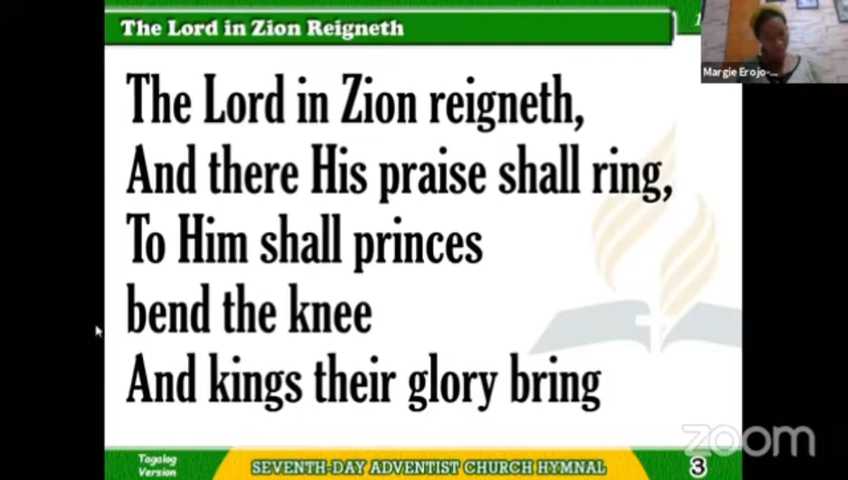 The Lord in Zion Reigneth
Margie Erojo-...
The Lord in Zion reigneth,
And there His praise shall ring,
To Him shall princes
bend the knee
And kings their glory bring
zoom
Tagalog
Version
SEVENTH-DAY ADVENTIST CHURCH HYMNAL
3